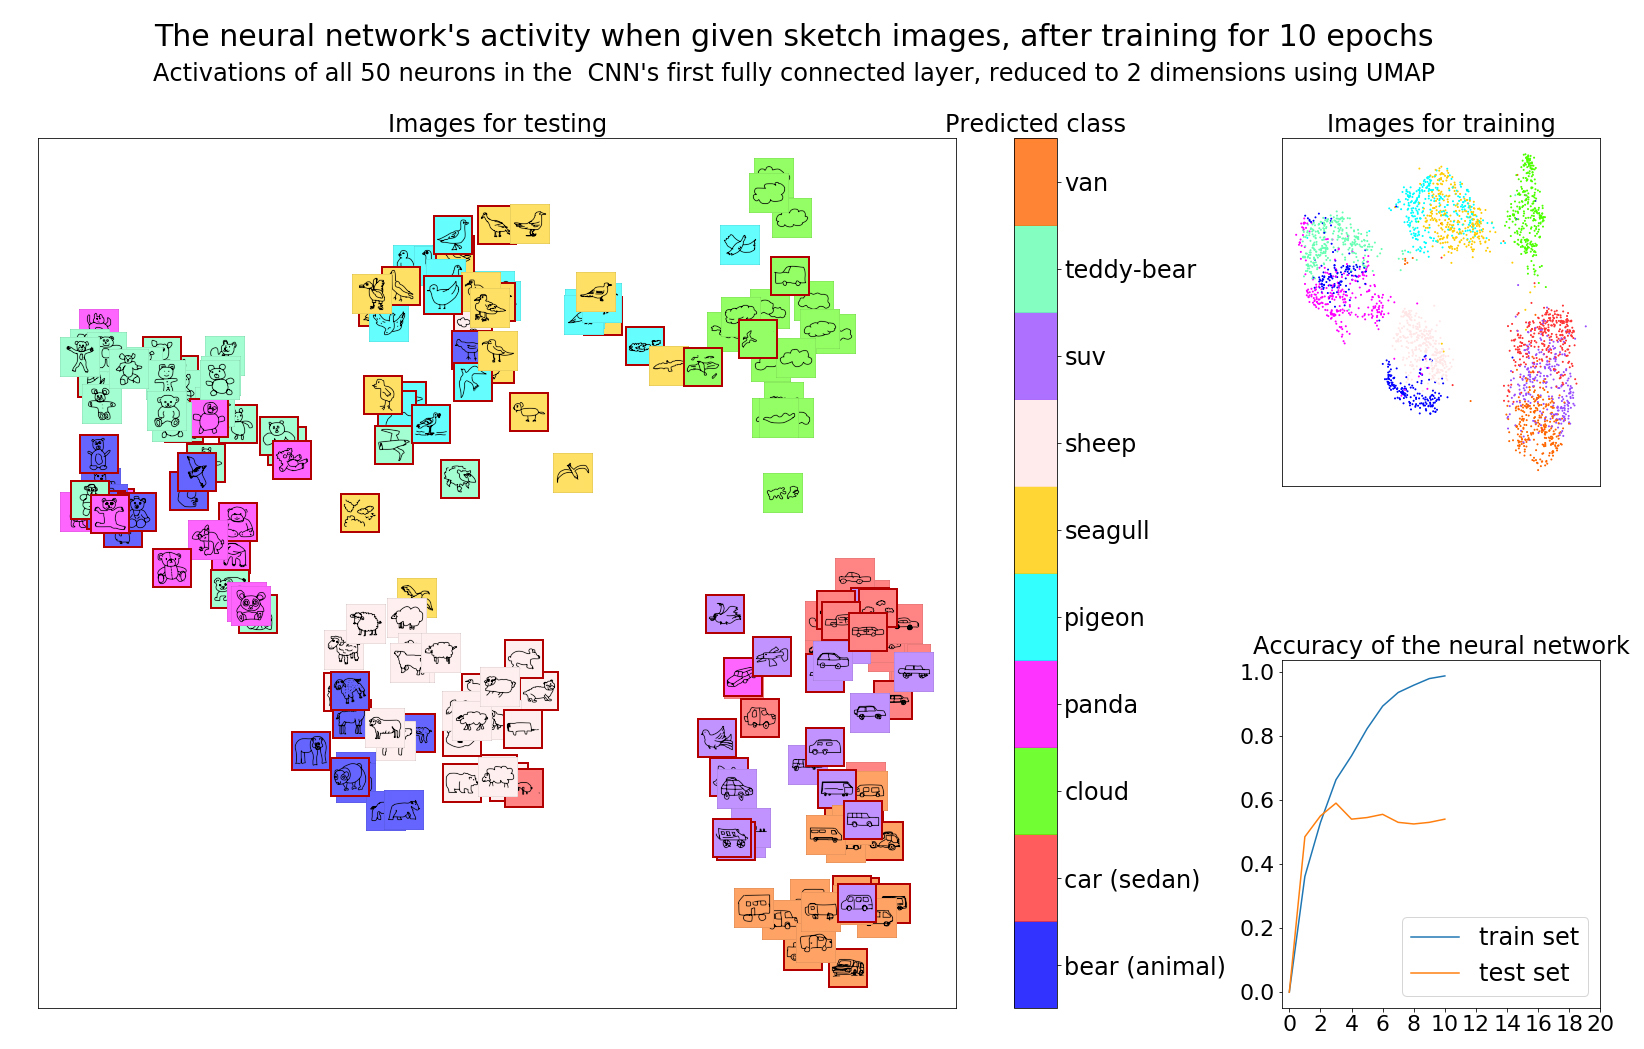 The neural network's activity when given sketch images, after training for 10 epochs
Activations of all 50 neurons in the  CNN's first fully connected layer, reduced to 2 dimensions using UMAP
Images for testing
Predicted class
van
teddy-bear
suv
sheep
seagull
pigeon
panda
cloud
car (sedan)
bear (animal)
Images for training
Accuracy of the neural network
1.0
0.8
0.6
0.4
0.2
0.0
train set
test set
0 2 4 6 8 10 12 14 16 18 20